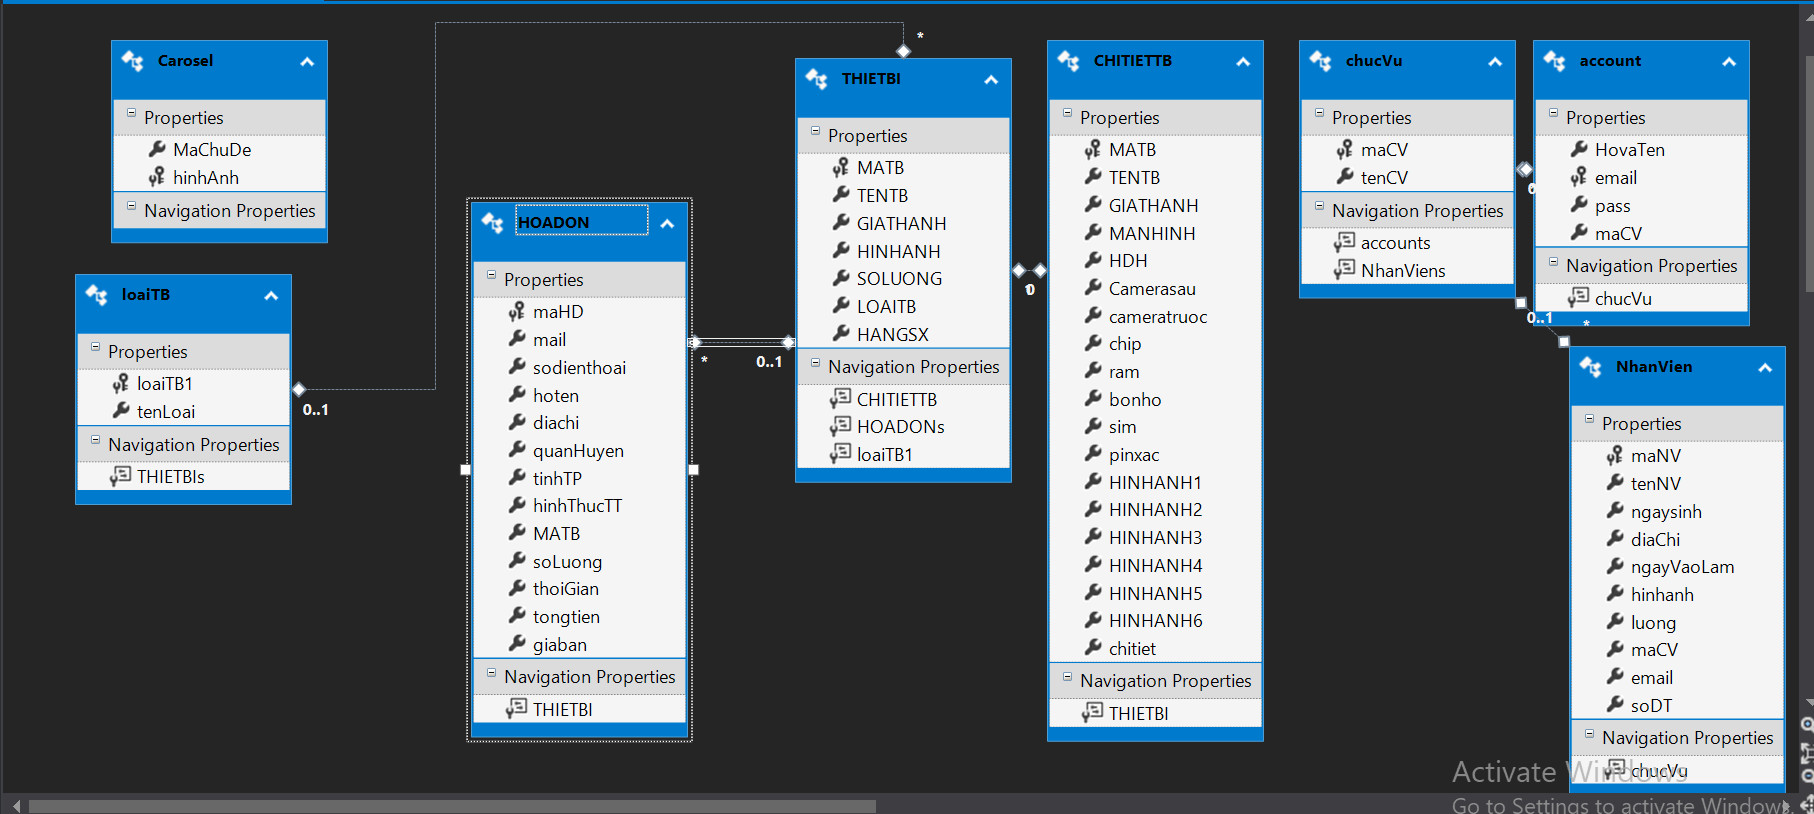 Carosel
Properties
MaChuDe
hinhAnh
Navigation Properties
loaiTB
Properties
loaiTB1
tenLoai
Navigation Properties
THIETBIs
0..1
*
HOADON
Properties
maHD
mail
sodienthoai
hoten
diachi
quanHuyen
tinhTP
hinhThucTT
MATB
soLuong
thoiGian
tongtien
giaban
Navigation Properties
THIETBI
*
0..1
THIETBI
Properties
MATB
TENTB
GIATHANH
HINHANH
SOLUONG
LOAITB
HANGSX
Navigation Properties
CHITIETTB
HOADONs
loaiTB1
CHITIETTB
Properties
MATB
TENTB
GIATHANH
MANHINH
HDH
Camerasau
cameratruoc
chip
ram
bonho
sim
pinxac
HINHANH1
HINHANH2
HINHANH3
HINHANH4
HINHANH5
HINHANH6
chitiet
Navigation Properties
THIETBI
chucVu
Properties
maCV
tenCV
Navigation Properties
accounts
NhanViens
account
Properties
HovaTen
email
pass
maCV
Navigation Properties
chucVu
0..1
*
NhanVien
Properties
maNV
tenNV
ngaysinh
diaChi
ngayVaoLam
hinhanh
luong
maCV
email
soDT
Navigation Properties
chucVu
Activate Windows
Go to Settings to activate Windows.